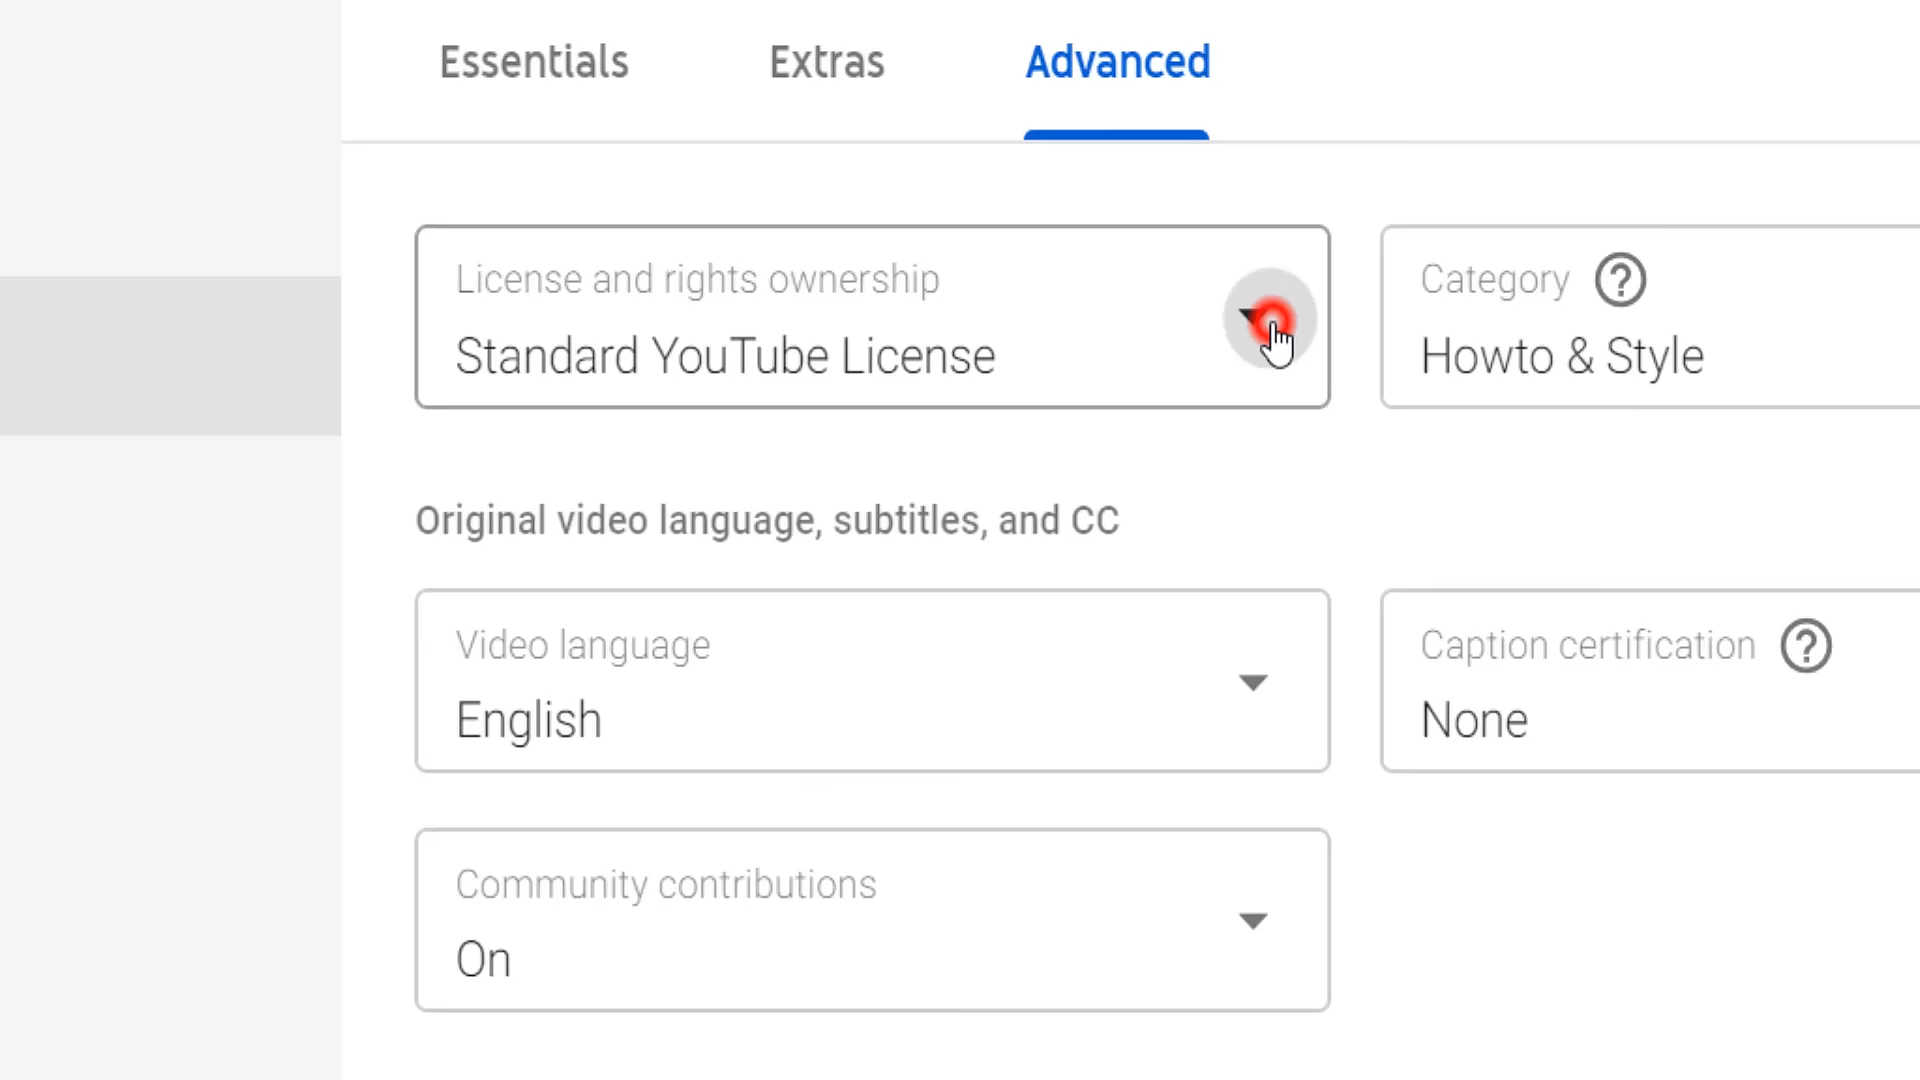 Essentials Extras Advanced
License and rights ownership
Standard YouTube License
Category
Howto & Style
Original video language, subtitles, and CC
Video language
English
Caption certification
None
Community contributions
On